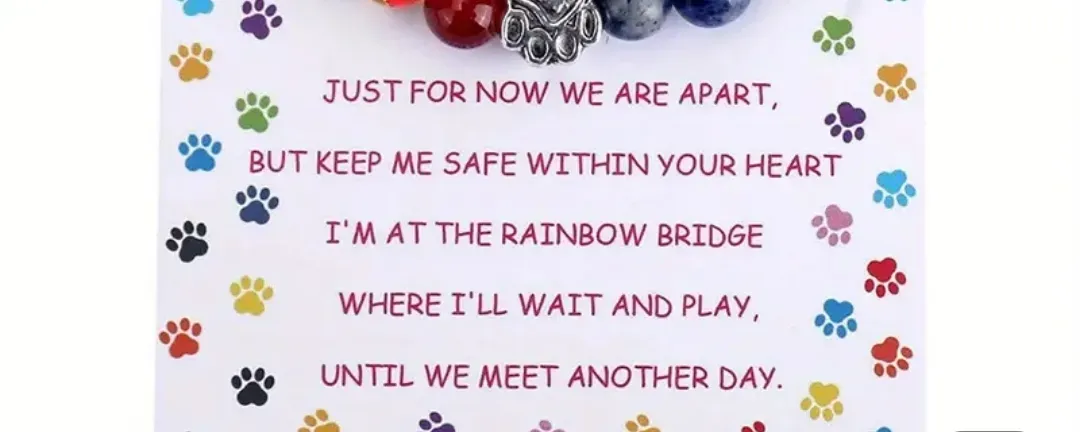 JUST FOR NOW WE ARE APART,
BUT KEEP ME SAFE WITHIN YOUR HEART
I'M AT THE RAINBOW BRIDGE
WHERE I'LL WAIT AND PLAY,
UNTIL WE MEET ANOTHER DAY.